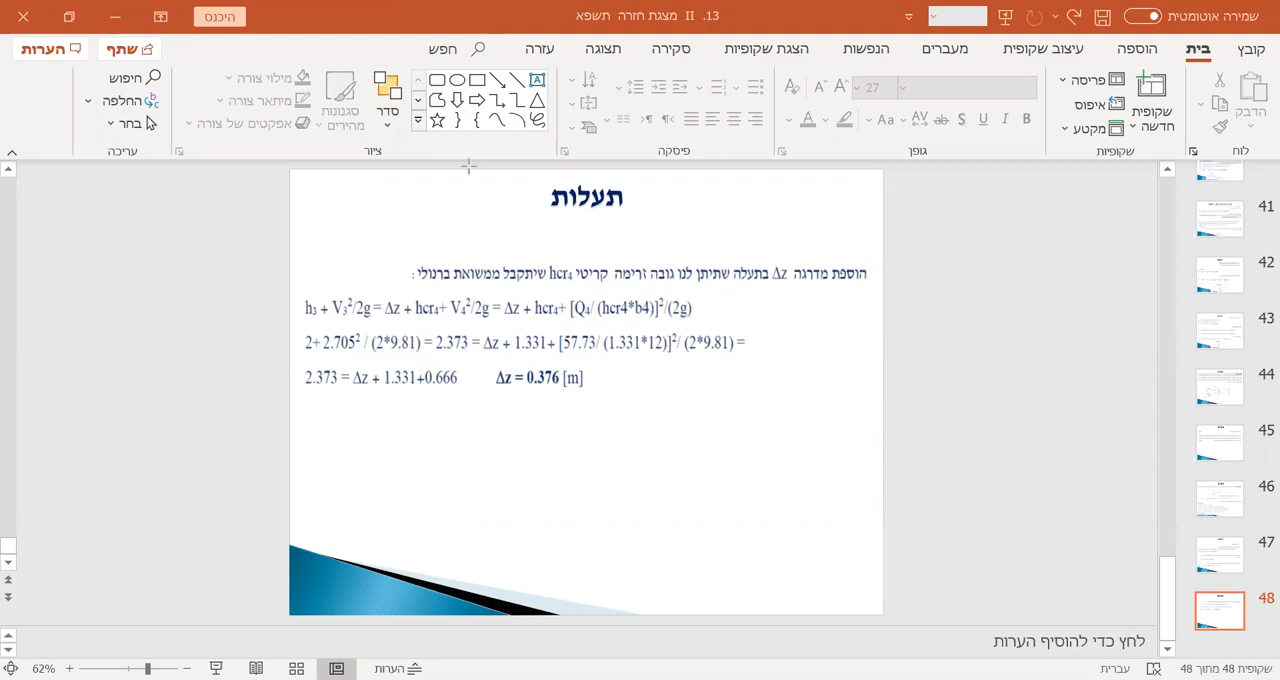 שמירה אוטומטית
13. II מצגת חזרה תשפא
היכנס
קובץ
בית
הוספה
עיצוב שקופית
מעברים
הנפשות
הצגת שקופיות
סקירה
תצוגה
עזרה
חפש
שתף
הערות
הדבק
לוח
שקופית
חדשה
פריסה
איפוס
מקטע
שקופיות
27
גופן
פיסקה
סדר
סגנונות
מהירים
מילוי צורה
מיתאר צורה
אפקטים של צורה
ציור
חיפוש
החלפה
בחר
עריכה
תעלות
הוספת מדרגה Δz בתעלה שתיתן לנו גובה זרימה קריטי hcr₄ שיתקבל ממשואת ברנולי :
h₃ + V₃²/2g = Δz + hcr₄+ V₄²/2g = Δz + hcr₄+ [Q₄/ (hcr4*b4)]²/(2g)
2+ 2.705² / (2*9.81) = 2.373 = Δz + 1.331+ [57.73/ (1.331*12)]²/ (2*9.81) =
2.373 = Δz + 1.331+0.666 Δz = 0.376 [m]
41
42
43
44
45
46
47
48
לחץ כדי להוסיף הערות
שקופית 48 מתוך 48
עברית
הערות
62%